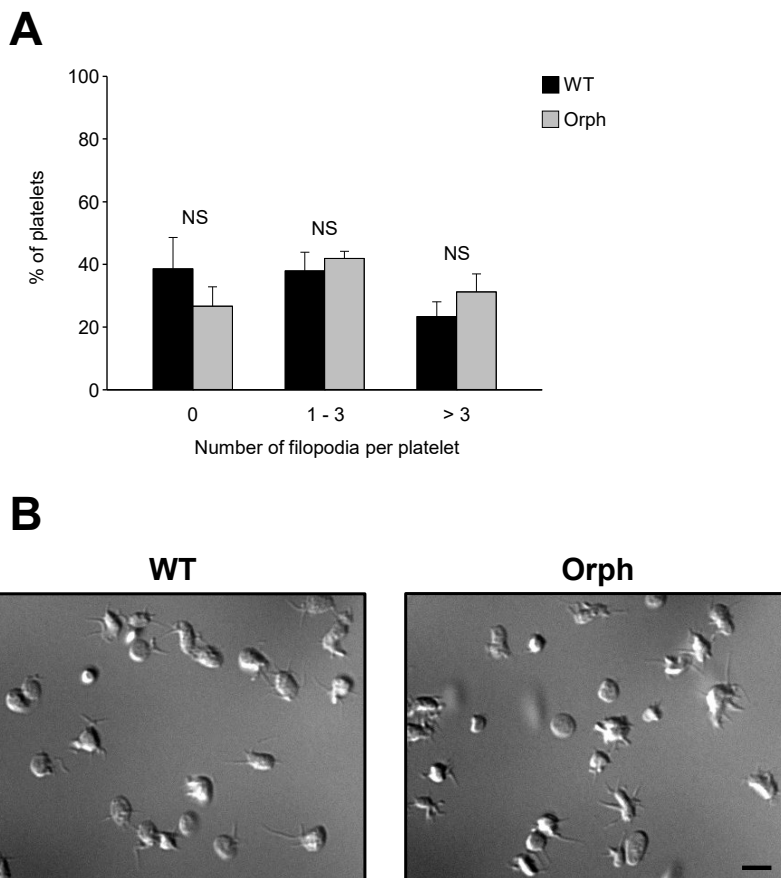 A
WT
Orph
100
80
60
40
20
0
% of platelets
NS
NS
NS
0
1 - 3
> 3
Number of filopodia per platelet
B
WT
Orph